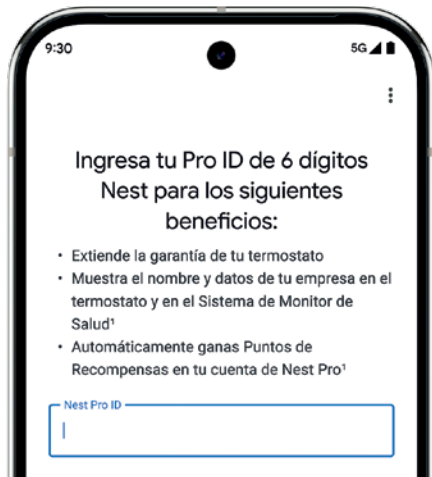 9:30
5G
Ingresa tu Pro ID de 6 dígitos
Nest para los siguientes
beneficios:
• Extiende la garantía de tu termostato
• Muestra el nombre y datos de tu empresa en el
termostato y en el Sistema de Monitor de
Salud¹
• Automáticamente ganas Puntos de
Recompensas en tu cuenta de Nest Pro¹
Nest Pro ID